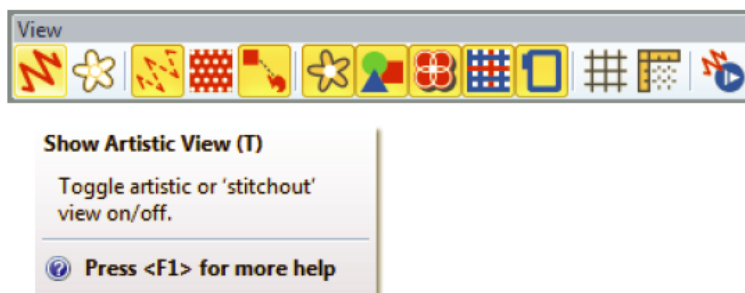 View
Show Artistic View (T)
Toggle artistic or ‘stitchout’
view on/off.
Press <F1> for more help